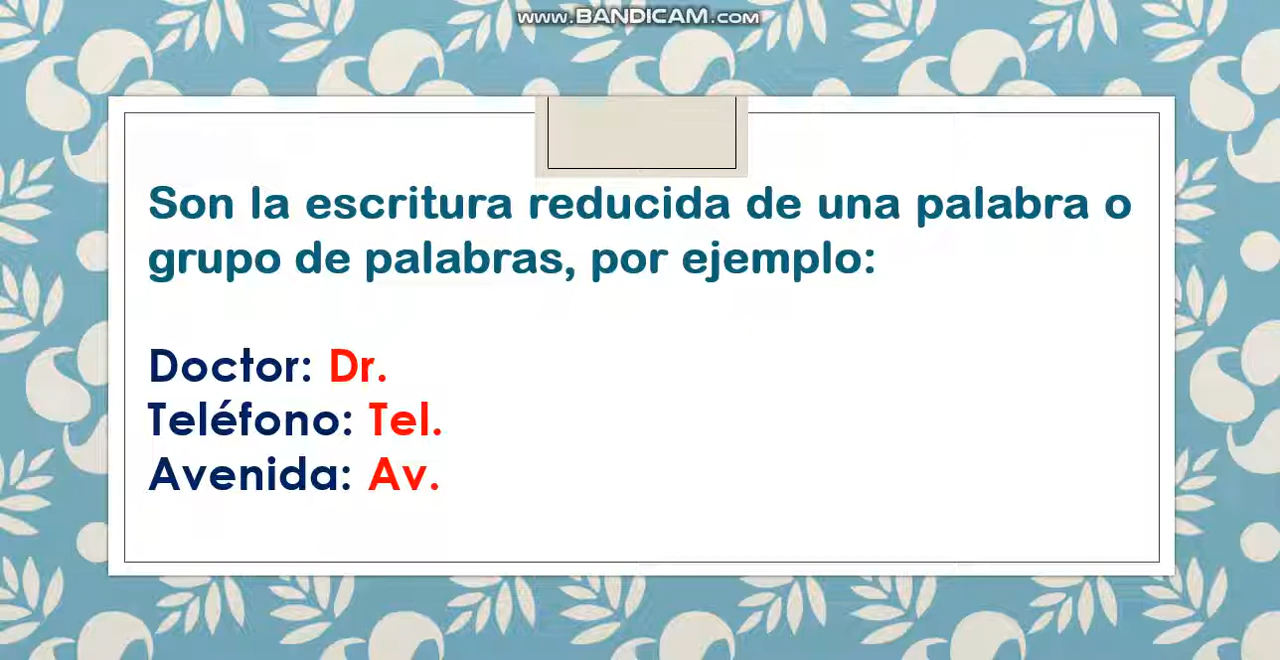 www.BANDICAM.com
Son la escritura reducida de una palabra o
grupo de palabras, por ejemplo:
Doctor: Dr.
Teléfono: Tel.
Avenida: Av.